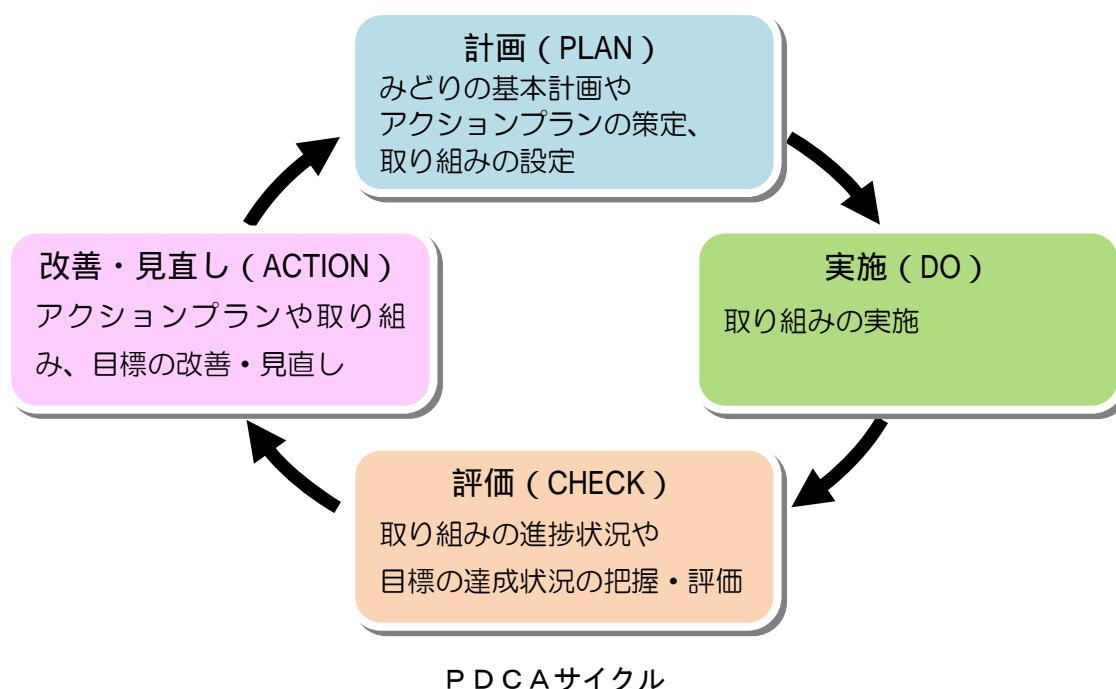 計画（PLAN）
みどりの基本計画や
アクションプランの策定、
取り組みの設定
改善・見直し（ACTION）
アクションプランや取り組
み、目標の改善・見直し
実施（DO）
取り組みの実施
評価（CHECK）
取り組みの進捗状況や
目標の達成状況の把握・評価
ＰＤＣＡサイクル